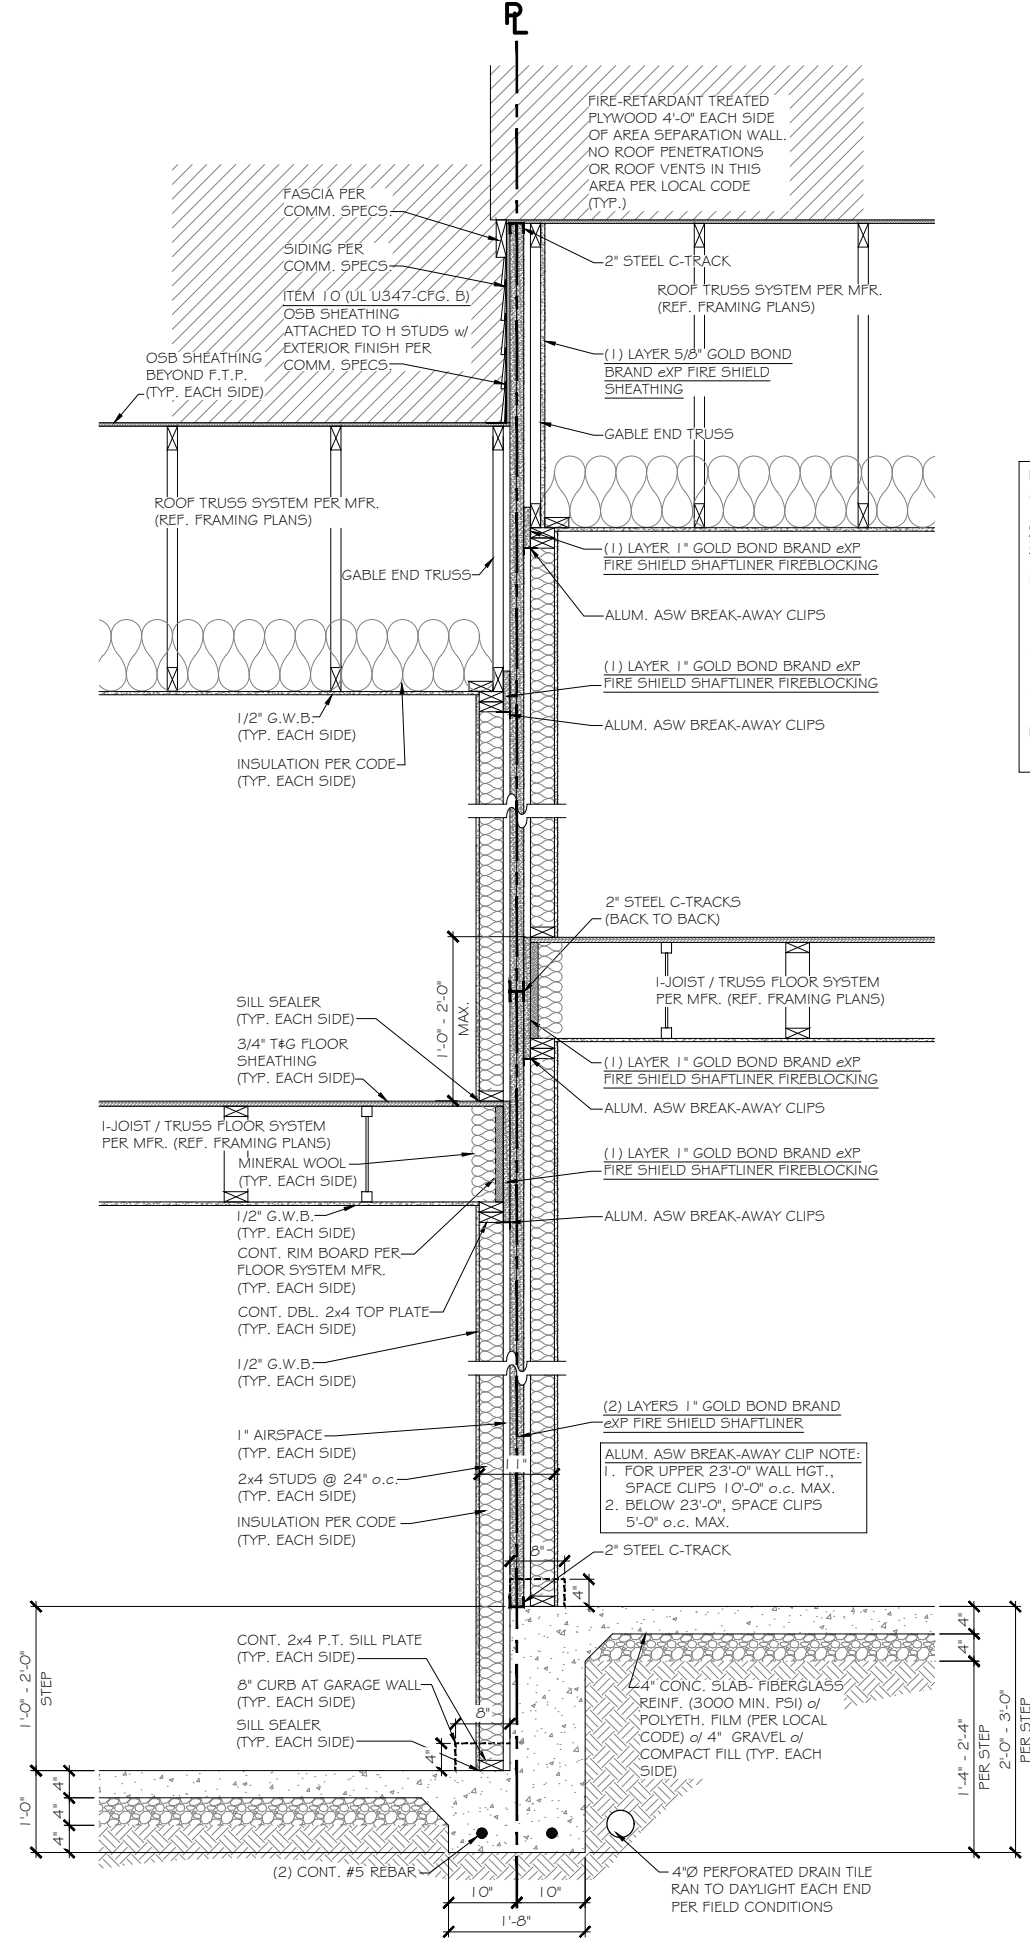 PL
FIRE-RETARDANT TREATED
PLYWOOD 4'-0" EACH SIDE
OF AREA SEPARATION WALL.
NO ROOF PENETRATIONS
OR ROOF VENTS IN THIS
AREA PER LOCAL CODE
(TYP.)
FASCIA PER
COMM. SPECS.
SIDING PER
COMM. SPECS.
ITEM 10 (UL U347-CFG. B)
OSB SHEATHING
ATTACHED TO H STUDS w/
EXTERIOR FINISH PER
COMM. SPECS.
OSB SHEATHING
BEYOND F.T.P.
(TYP. EACH SIDE)
2" STEEL C-TRACK
ROOF TRUSS SYSTEM PER MFR.
(REF. FRAMING PLANS)
(1) LAYER 5/8" GOLD BOND
BRAND eXP FIRE SHIELD
SHEATHING
GABLE END TRUSS
ROOF TRUSS SYSTEM PER MFR.
(REF. FRAMING PLANS)
GABLE END TRUSS
(1) LAYER 1" GOLD BOND BRAND eXP
FIRE SHIELD SHAFTLINER FIREBLOCKING
ALUM. ASW BREAK-AWAY CLIPS
(1) LAYER 1" GOLD BOND BRAND eXP
FIRE SHIELD SHAFTLINER FIREBLOCKING
ALUM. ASW BREAK-AWAY CLIPS
1/2" G.W.B.
(TYP. EACH SIDE)
INSULATION PER CODE
(TYP. EACH SIDE)
2" STEEL C-TRACKS
(BACK TO BACK)
I-JOIST / TRUSS FLOOR SYSTEM
PER MFR. (REF. FRAMING PLANS)
1'-0" - 2'-0"
MAX.
SILL SEALER
(TYP. EACH SIDE)
3/4" T&G FLOOR
SHEATHING
(TYP. EACH SIDE)
(1) LAYER 1" GOLD BOND BRAND eXP
FIRE SHIELD SHAFTLINER FIREBLOCKING
ALUM. ASW BREAK-AWAY CLIPS
I-JOIST / TRUSS FLOOR SYSTEM
PER MFR. (REF. FRAMING PLANS)
MINERAL WOOL
(TYP. EACH SIDE)
(1) LAYER 1" GOLD BOND BRAND eXP
FIRE SHIELD SHAFTLINER FIREBLOCKING
ALUM. ASW BREAK-AWAY CLIPS
1/2" G.W.B.
(TYP. EACH SIDE)
CONT. RIM BOARD PER
FLOOR SYSTEM MFR.
(TYP. EACH SIDE)
CONT. DBL. 2x4 TOP PLATE
(TYP. EACH SIDE)
1/2" G.W.B.
(TYP. EACH SIDE)
(2) LAYERS 1" GOLD BOND BRAND
eXP FIRE SHIELD SHAFTLINER
1" AIRSPACE
(TYP. EACH SIDE)
2x4 STUDS @ 24" o.c.
(TYP. EACH SIDE)
INSULATION PER CODE
(TYP. EACH SIDE)
11"
ALUM. ASW BREAK-AWAY CLIP NOTE:
1. FOR UPPER 23'-0" WALL HGT.,
SPACE CLIPS 10'-0" o.c. MAX.
2. BELOW 23'-0", SPACE CLIPS
5'-0" o.c. MAX.
8"
2" STEEL C-TRACK
4"
CONT. 2x4 P.T. SILL PLATE
(TYP. EACH SIDE)
8" CURB AT GARAGE WALL
(TYP. EACH SIDE)
SILL SEALER
(TYP. EACH SIDE)
8"
4"
1'-0" - 2'-0"
STEP
1'-0"
4"
4"
4"
4" CONC. SLAB- FIBERGLASS
REINF. (3000 MIN. PSI) o/
POLYETH. FILM (PER LOCAL
CODE) o/ 4" GRAVEL o/
COMPACT FILL (TYP. EACH
SIDE)
4"
4"
1'-4" - 2'-4"
PER STEP
2'-0" - 3'-0"
PER STEP
(2) CONT. #5 REBAR
4"Ø PERFORATED DRAIN TILE
RAN TO DAYLIGHT EACH END
PER FIELD CONDITIONS
10"
10"
1'-8"